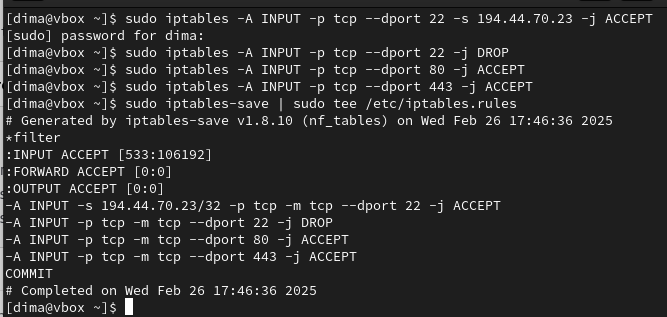 [dima@vbox ~]$ sudo iptables -A INPUT -p tcp --dport 22 -s 194.44.70.23 -j ACCEPT
[sudo] password for dima:
[dima@vbox ~]$ sudo iptables -A INPUT -p tcp --dport 22 -j DROP
[dima@vbox ~]$ sudo iptables -A INPUT -p tcp --dport 80 -j ACCEPT
[dima@vbox ~]$ sudo iptables -A INPUT -p tcp --dport 443 -j ACCEPT
[dima@vbox ~]$ sudo iptables-save | sudo tee /etc/iptables.rules
# Generated by iptables-save v1.8.10 (nf_tables) on Wed Feb 26 17:46:36 2025
*filter
:INPUT ACCEPT [533:106192]
:FORWARD ACCEPT [0:0]
:OUTPUT ACCEPT [0:0]
-A INPUT -s 194.44.70.23/32 -p tcp -m tcp --dport 22 -j ACCEPT
-A INPUT -p tcp -m tcp --dport 22 -j DROP
-A INPUT -p tcp -m tcp --dport 80 -j ACCEPT
-A INPUT -p tcp -m tcp --dport 443 -j ACCEPT
COMMIT
# Completed on Wed Feb 26 17:46:36 2025
[dima@vbox ~]$